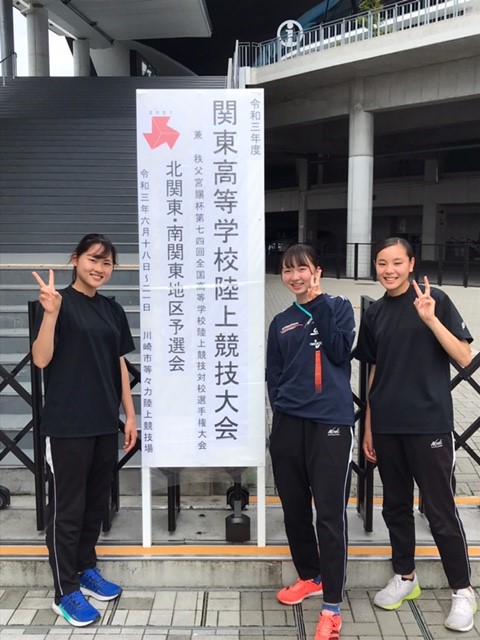 令和三年度
関東高等学校陸上競技大会
兼 秩父宮賜杯第七四回全国高等学校陸上競技対校選手権大会
北関東・南関東地区予選会
令和三年六月十八日～二一日 川崎市等々力陸上競技場